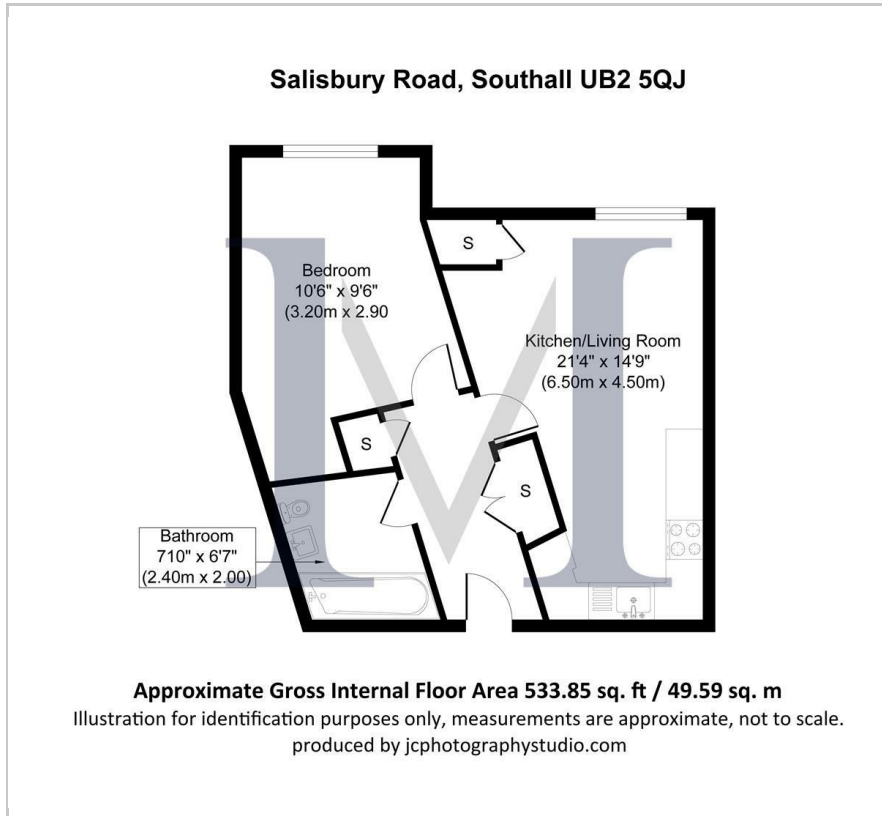 Salisbury Road, Southall UB2 5QJ
S
Bedroom
10'6" x 9'6"
(3.20m x 2.90
Kitchen/Living Room
21'4" x 14'9"
(6.50m x 4.50m)
S
S
Bathroom
710" x 6'7"
(2.40m x 2.00)
Approximate Gross Internal Floor Area 533.85 sq. ft / 49.59 sq. m
Illustration for identification purposes only, measurements are approximate, not to scale.
produced by jcphotographystudio.com